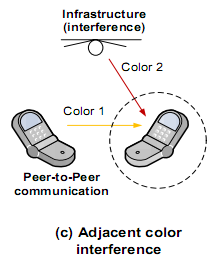 Infrastructure
(interference)
Color 2
Color 1
Peer-to-Peer
communication
(c) Adjacent color
interference